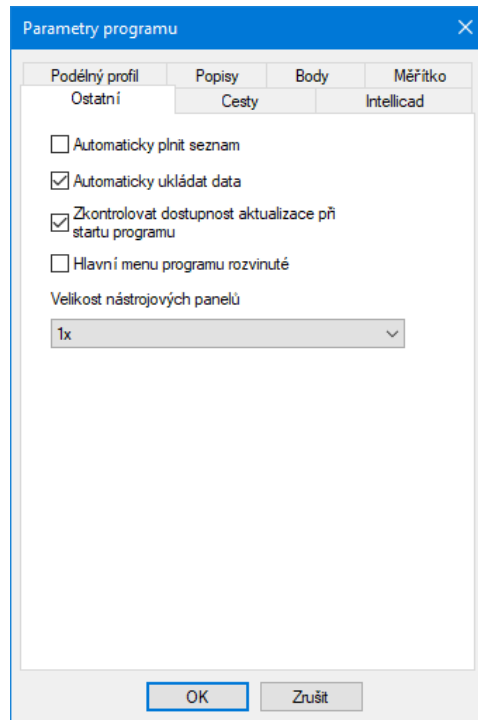 Parametry programu
Podélný profil
Popisy
Body
Měřítko
Ostatní
Cesty
Intellicad
Automaticky plnit seznam
Automaticky ukládat data
Zkontrolovat dostupnost aktualizace při
startu programu
Hlavní menu programu rozvinuté
Velikost nástrojových panelů
1x
OK
Zrušit